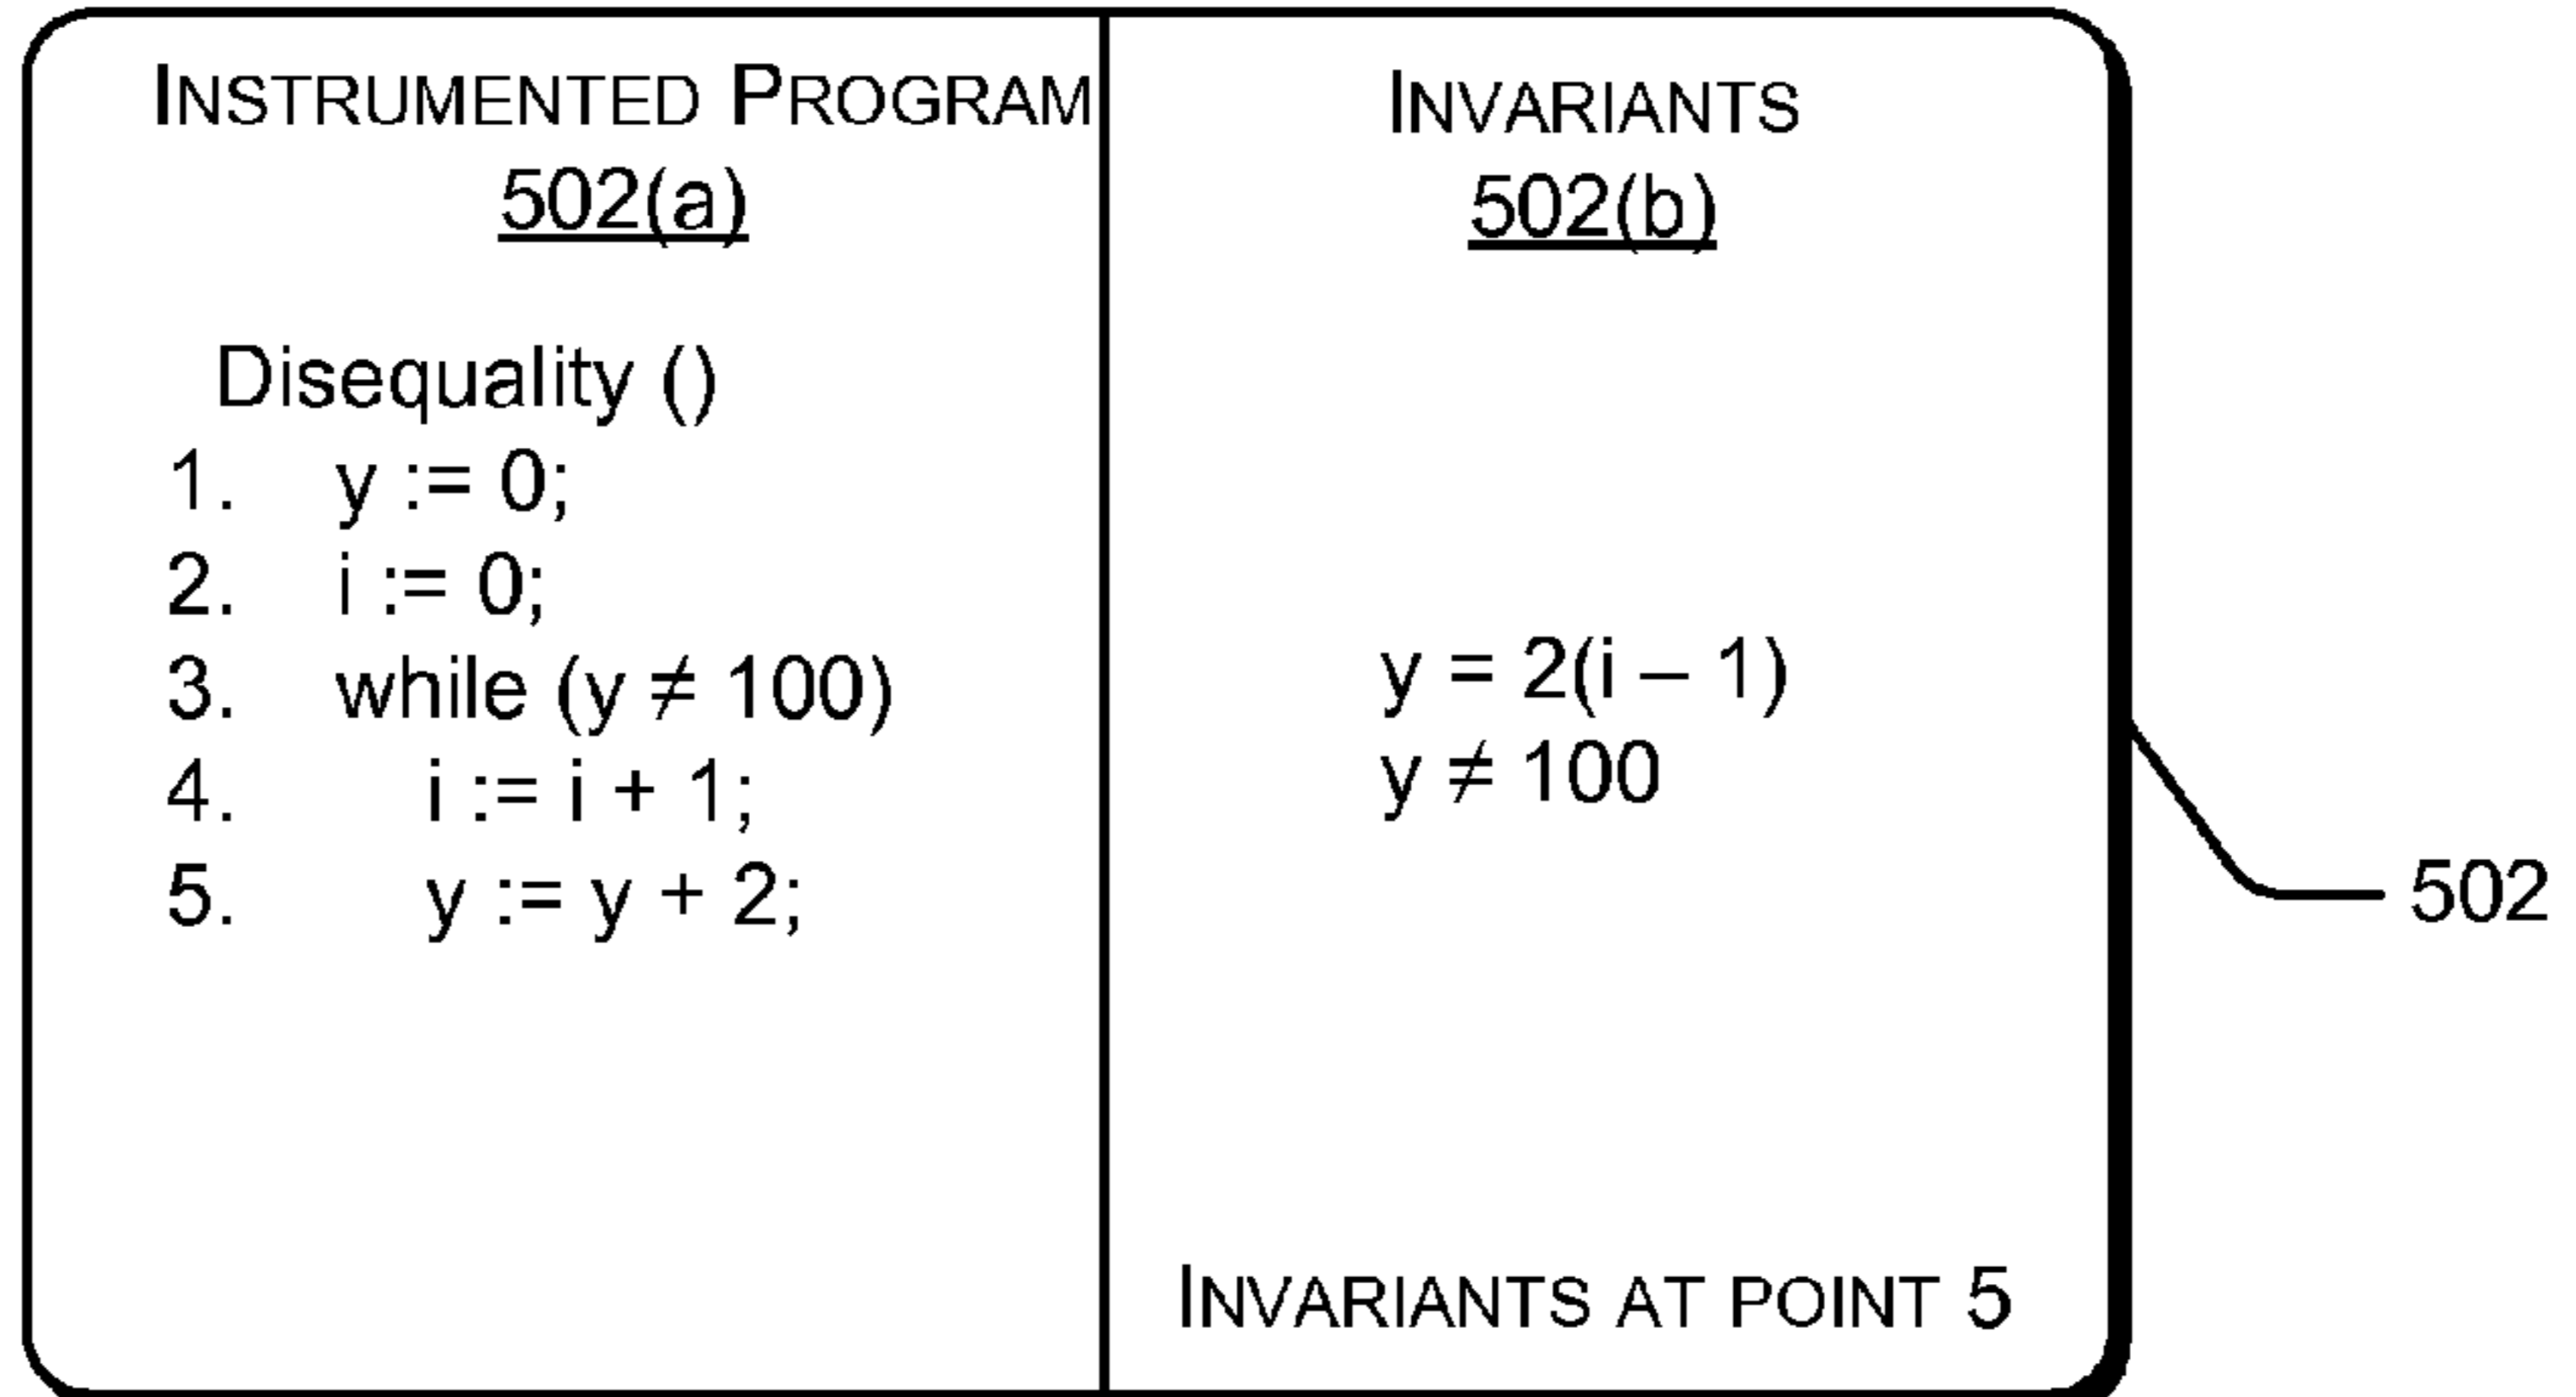 INSTRUMENTED PROGRAM
502(a)
Disequality ()
1. y := 0;
2. i := 0;
3. while (y ≠ 100)
4. i := i + 1;
5. y := y + 2;
INVARIANTS
502(b)
y = 2(i – 1)
y ≠ 100
INVARIANTS AT POINT 5
502